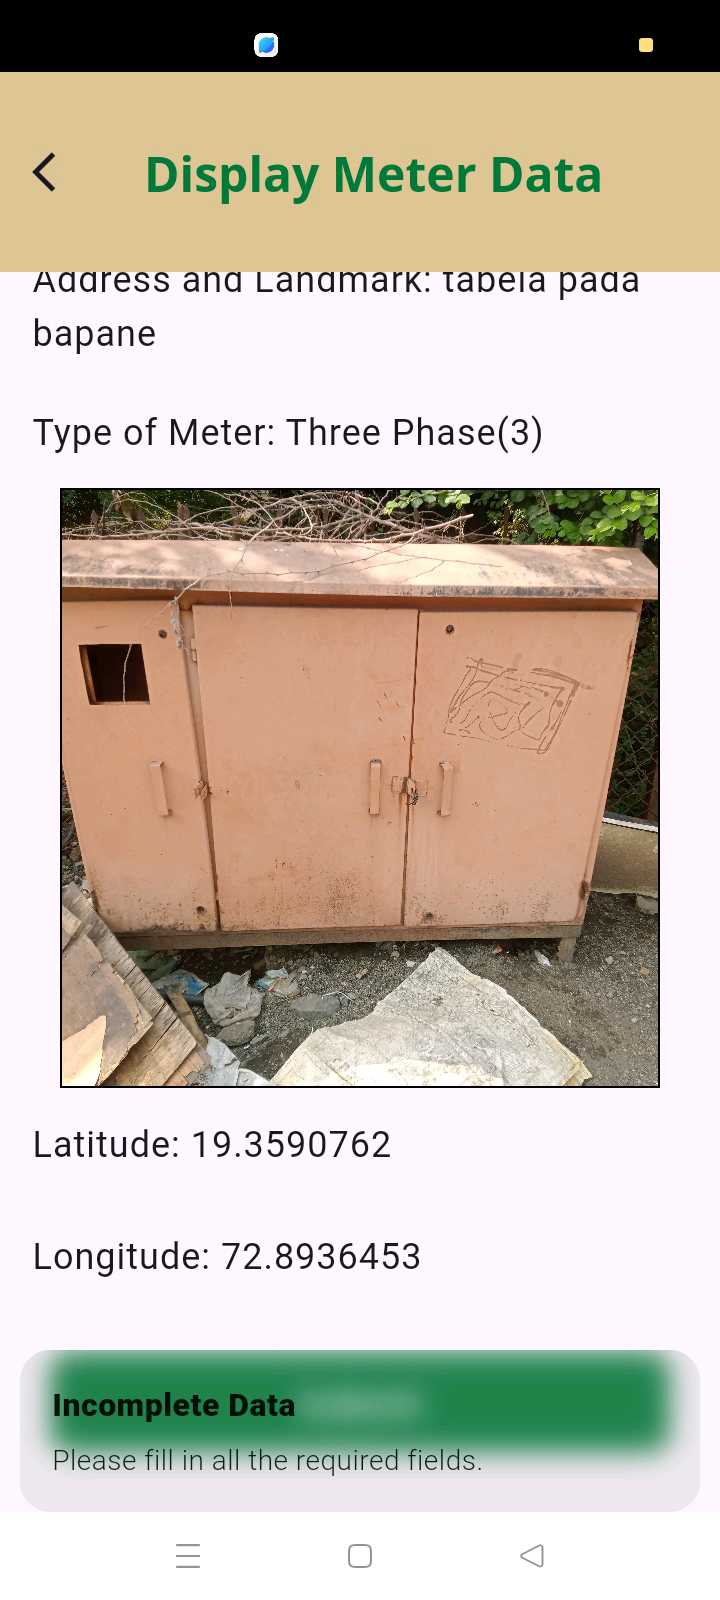 Display Meter Data
Address and Landmark: tabela pada
bapane
Type of Meter: Three Phase(3)
Latitude: 19.3590762
Longitude: 72.8936453
Incomplete Data
Please fill in all the required fields.